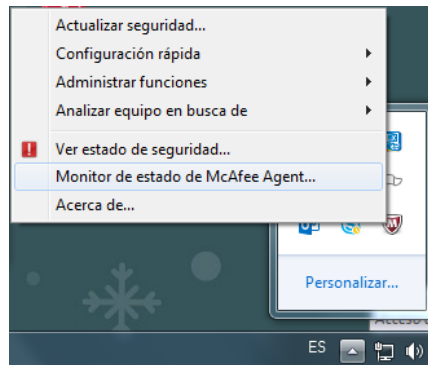 Actualizar seguridad...
Configuración rápida
Administrar funciones
Analizar equipo en busca de
Ver estado de seguridad...
Monitor de estado de McAfee Agent...
Acerca de...
Personalizar...
ES